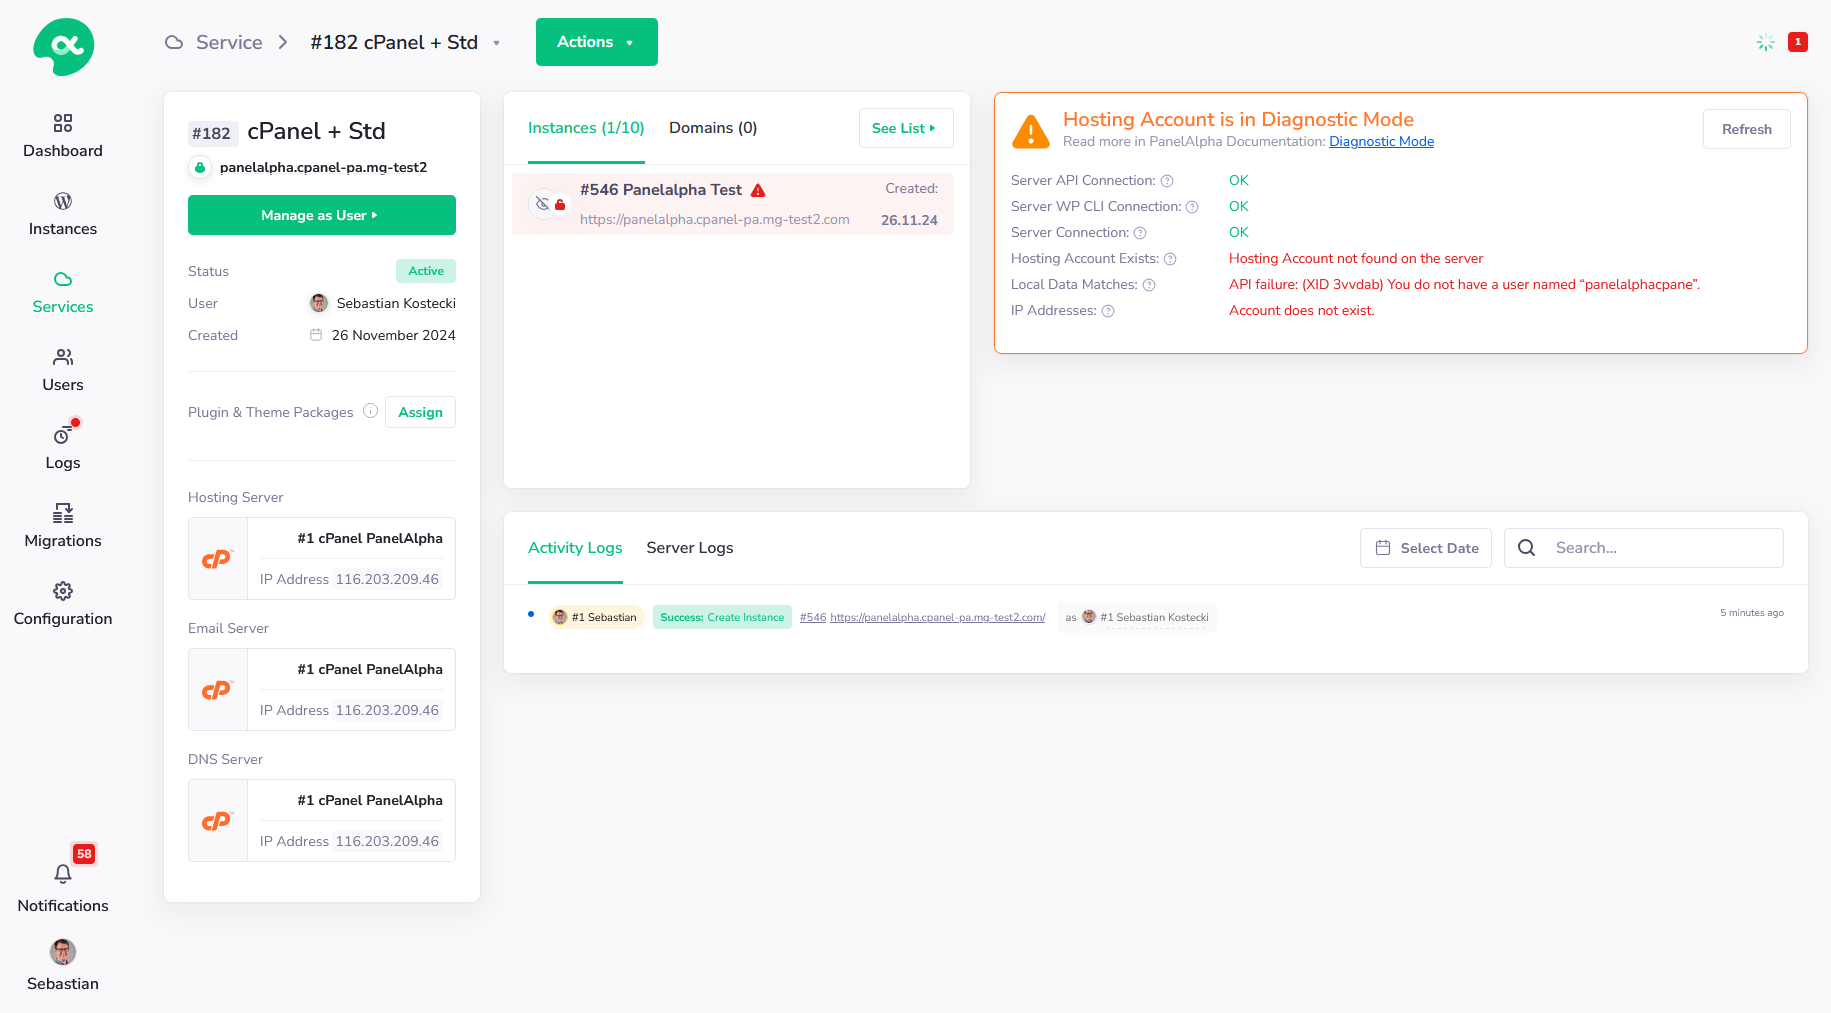 Service
#182 cPanel + Std
Actions
1
Dashboard
Instances
Services
Users
Logs
Migrations
Configuration
58
Notifications
Sebastian
#182 cPanel + Std
panelalpha.cpanel-pa.mg-test2
Manage as User
Status Active
User Sebastian Kostecki
Created 26 November 2024
Plugin & Theme Packages Assign
Hosting Server
#1 cPanel PanelAlpha
IP Address 116.203.209.46
Email Server
#1 cPanel PanelAlpha
IP Address 116.203.209.46
DNS Server
#1 cPanel PanelAlpha
IP Address 116.203.209.46
Instances (1/10) Domains (0) See List
#546 Panelalpha Test Created:
https://panelalpha.cpanel-pa.mg-test2.com 26.11.24
Hosting Account is in Diagnostic Mode
Read more in PanelAlpha Documentation: Diagnostic Mode
Refresh
Server API Connection: OK
Server WP CLI Connection: OK
Server Connection: OK
Hosting Account Exists: Hosting Account not found on the server
Local Data Matches: API failure: (XID 3vvdab) You do not have a user named “panelalphacpane”.
IP Addresses: Account does not exist.
Activity Logs Server Logs Select Date Search...
#1 Sebastian Success: Create Instance #546 https://panelalpha.cpanel-pa.mg-test2.com/ as #1 Sebastian Kostecki 5 minutes ago